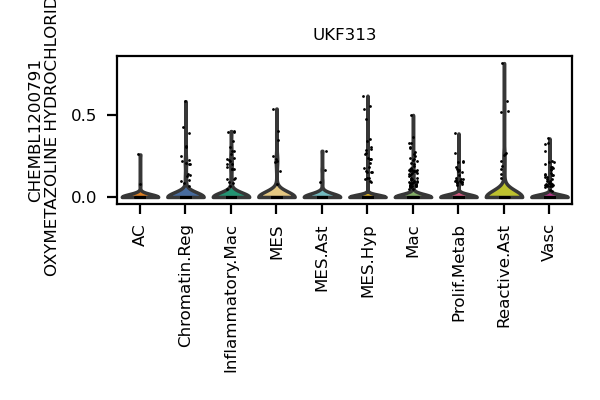 UKF313
CHEMBL1200791
OXYMETAZOLINE HYDROCHLORID
0.5
0.0
AC
Chromatin.Reg
Inflammatory.Mac
MES
MES.Ast
MES.Hyp
Mac
Prolif.Metab
Reactive.Ast
Vasc